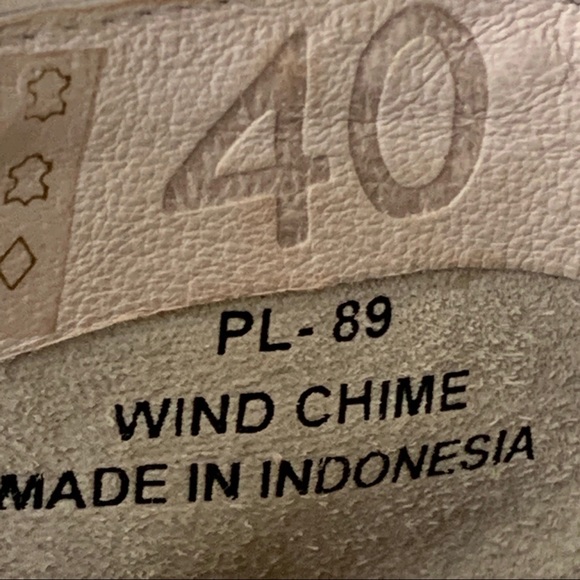 40
PL- 89
WIND CHIME
MADE IN INDONESIA